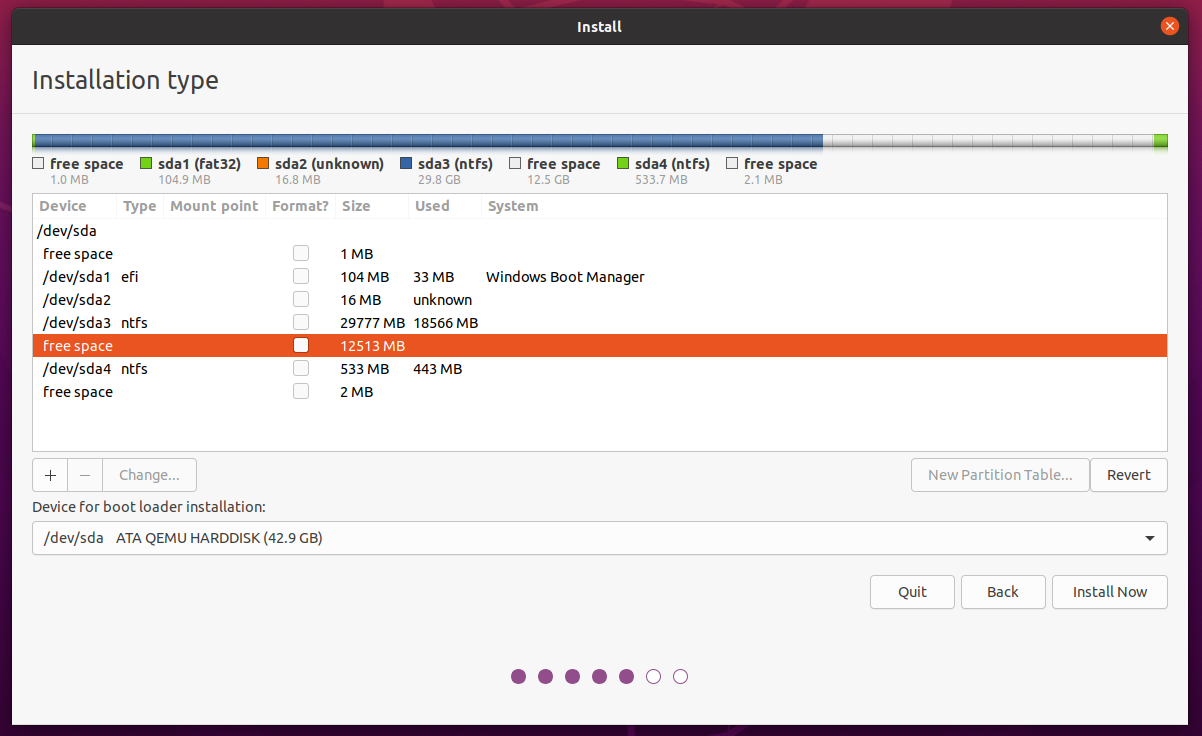 Install
Installation type
free space sda1 (fat32) sda2 (unknown) sda3 (ntfs) free space sda4 (ntfs) free space
1.0 MB 104.9 MB 16.8 MB 29.8 GB 12.5 GB 533.7 MB 2.1 MB
Device Type Mount point Format? Size Used System
/dev/sda
free space 1 MB
/dev/sda1 efi 104 MB 33 MB Windows Boot Manager
/dev/sda2 16 MB unknown
/dev/sda3 ntfs 29777 MB 18566 MB
free space 12513 MB
/dev/sda4 ntfs 533 MB 443 MB
free space 2 MB
+ − Change... New Partition Table... Revert
Device for boot loader installation:
/dev/sda ATA QEMU HARDDISK (42.9 GB)
Quit Back Install Now